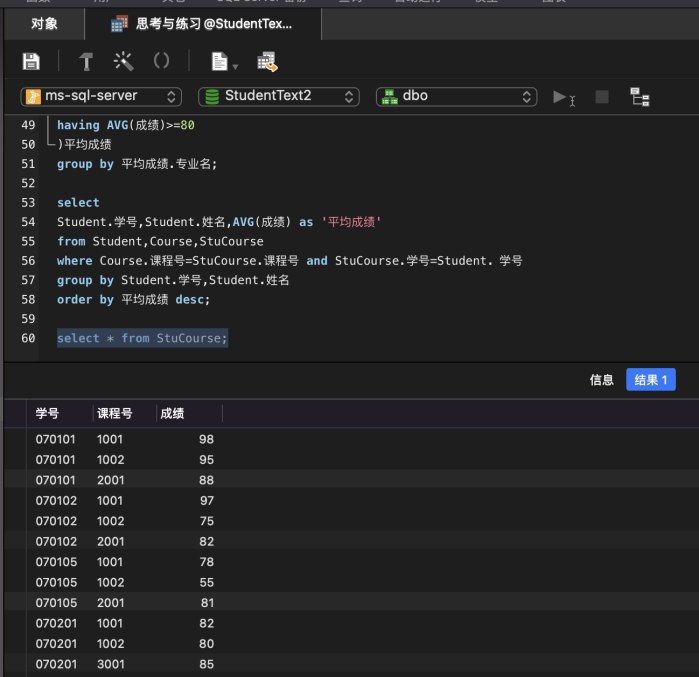 对象
思考与练习 @StudentTex...
ms-sql-server
StudentText2
dbo
49 having AVG(成绩)>=80
50 )平均成绩
51 group by 平均成绩.专业名;
52
53 select
54 Student.学号,Student.姓名,AVG(成绩) as '平均成绩'
55 from Student,Course,StuCourse
56 where Course.课程号=StuCourse.课程号 and StuCourse.学号=Student. 学号
57 group by Student.学号,Student.姓名
58 order by 平均成绩 desc;
59
60 select * from StuCourse;
信息 结果 1
学号 课程号 成绩
070101 1001 98
070101 1002 95
070101 2001 88
070102 1001 97
070102 1002 75
070102 2001 82
070105 1001 78
070105 1002 55
070105 2001 81
070201 1001 82
070201 1002 80
070201 3001 85